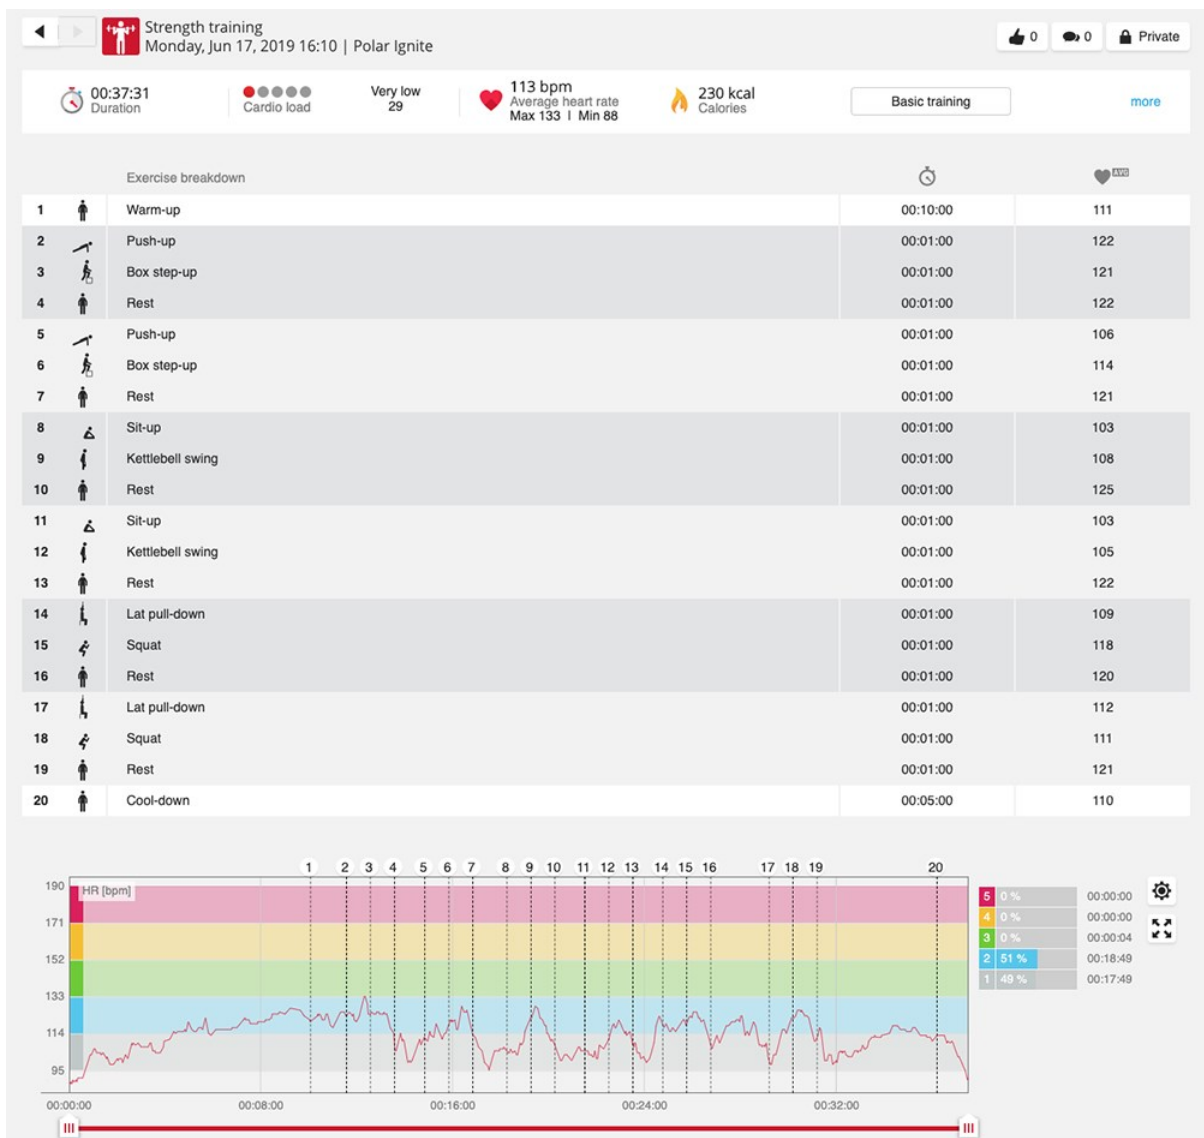 Strength training
Monday, Jun 17, 2019 16:10 | Polar Ignite
0
0
Private
00:37:31
Duration
Cardio load
Very low
29
113 bpm
Average heart rate
Max 133 | Min 88
230 kcal
Calories
Basic training
more
Exercise breakdown AVG
1 Warm-up 00:10:00 111
2 Push-up 00:01:00 122
3 Box step-up 00:01:00 121
4 Rest 00:01:00 122
5 Push-up 00:01:00 106
6 Box step-up 00:01:00 114
7 Rest 00:01:00 121
8 Sit-up 00:01:00 103
9 Kettlebell swing 00:01:00 108
10 Rest 00:01:00 125
11 Sit-up 00:01:00 103
12 Kettlebell swing 00:01:00 105
13 Rest 00:01:00 122
14 Lat pull-down 00:01:00 109
15 Squat 00:01:00 118
16 Rest 00:01:00 120
17 Lat pull-down 00:01:00 112
18 Squat 00:01:00 111
19 Rest 00:01:00 121
20 Cool-down 00:05:00 110
1 2 3 4 5 6 7 8 9 10 11 12 13 14 15 16 17 18 19 20
HR [bpm]
190
171
152
133
114
95
5 0 % 00:00:00
4 0 % 00:00:00
3 0 % 00:00:04
2 51 % 00:18:49
1 49 % 00:17:49
00:00:00 00:08:00 00:16:00 00:24:00 00:32:00